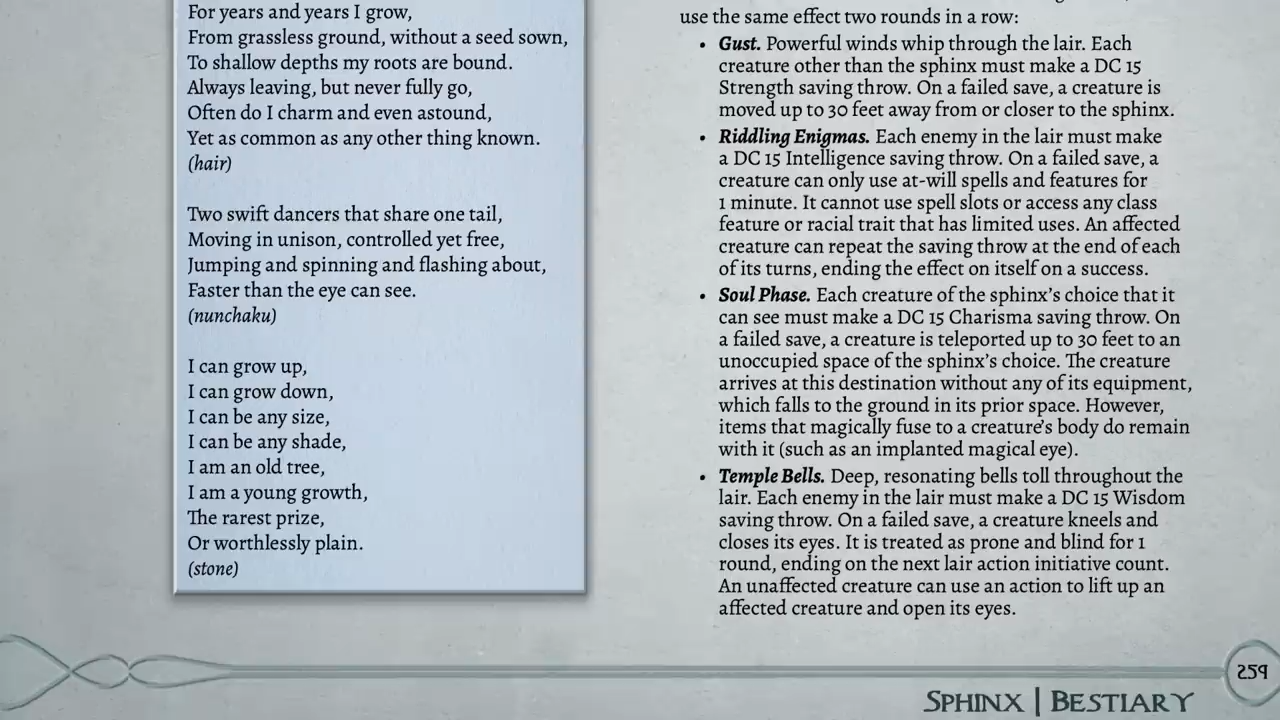 For years and years I grow,
From grassless ground, without a seed sown,
To shallow depths my roots are bound.
Always leaving, but never fully go,
Often do I charm and even astound,
Yet as common as any other thing known.
(hair)
Two swift dancers that share one tail,
Moving in unison, controlled yet free,
Jumping and spinning and flashing about,
Faster than the eye can see.
(nunchaku)
I can grow up,
I can grow down,
I can be any size,
I can be any shade,
I am an old tree,
I am a young growth,
The rarest prize,
Or worthlessly plain.
(stone)
use the same effect two rounds in a row:
• Gust. Powerful winds whip through the lair. Each
creature other than the sphinx must make a DC 15
Strength saving throw. On a failed save, a creature is
moved up to 30 feet away from or closer to the sphinx.
• Riddling Enigmas. Each enemy in the lair must make
a DC 15 Intelligence saving throw. On a failed save, a
creature can only use at-will spells and features for
1 minute. It cannot use spell slots or access any class
feature or racial trait that has limited uses. An affected
creature can repeat the saving throw at the end of each
of its turns, ending the effect on itself on a success.
• Soul Phase. Each creature of the sphinx's choice that it
can see must make a DC 15 Charisma saving throw. On
a failed save, a creature is teleported up to 30 feet to an
unoccupied space of the sphinx's choice. The creature
arrives at this destination without any of its equipment,
which falls to the ground in its prior space. However,
items that magically fuse to a creature's body do remain
with it (such as an implanted magical eye).
• Temple Bells. Deep, resonating bells toll throughout the
lair. Each enemy in the lair must make a DC 15 Wisdom
saving throw. On a failed save, a creature kneels and
closes its eyes. It is treated as prone and blind for 1
round, ending on the next lair action initiative count.
An unaffected creature can use an action to lift up an
affected creature and open its eyes.
259
Sphinx | Bestiary